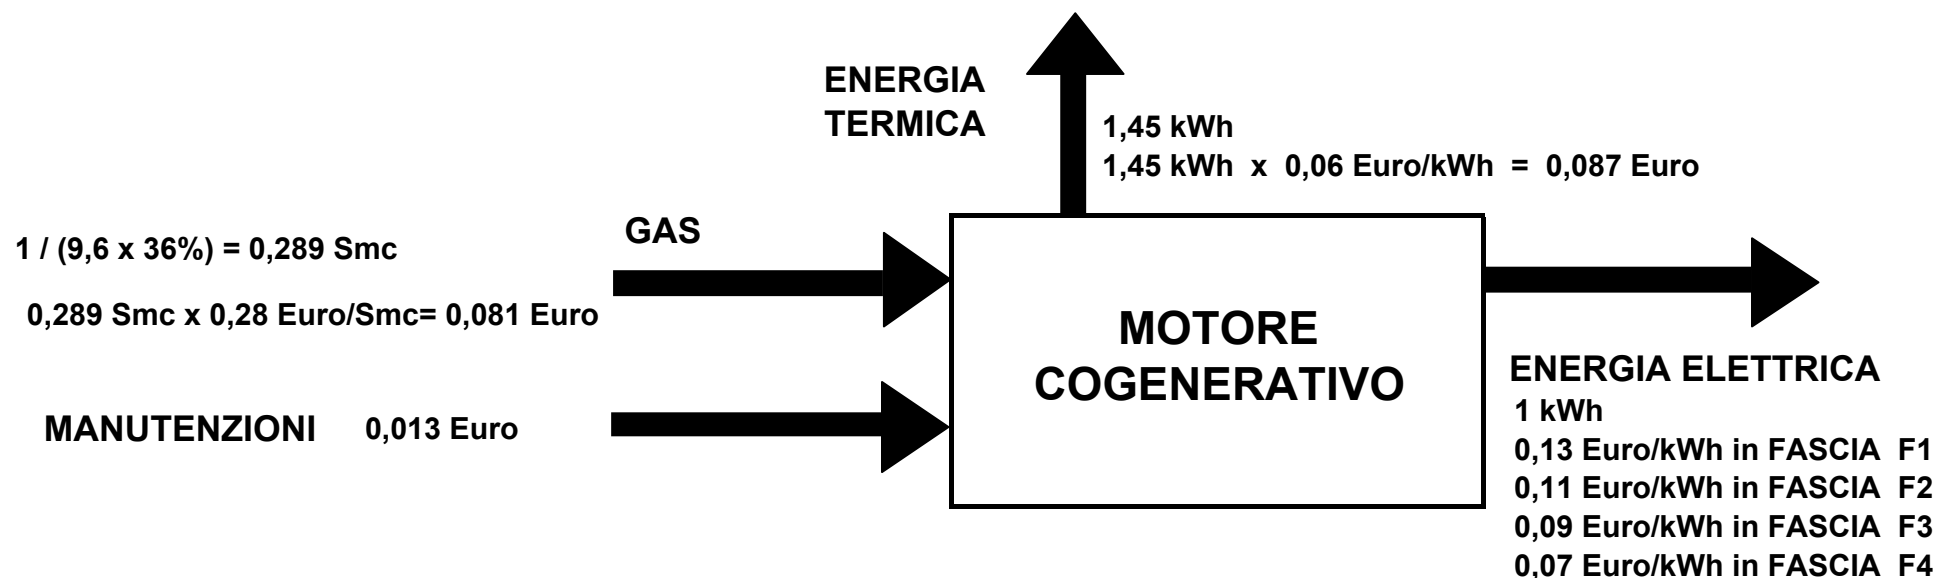 ENERGIA
TERMICA
1,45 kWh
1,45 kWh x 0,06 Euro/kWh = 0,087 Euro
GAS
1 / (9,6 x 36%) = 0,289 Smc
0,289 Smc x 0,28 Euro/Smc= 0,081 Euro
MANUTENZIONI 0,013 Euro
MOTORE
COGENERATIVO
ENERGIA ELETTRICA
1 kWh
0,13 Euro/kWh in FASCIA F1
0,11 Euro/kWh in FASCIA F2
0,09 Euro/kWh in FASCIA F3
0,07 Euro/kWh in FASCIA F4